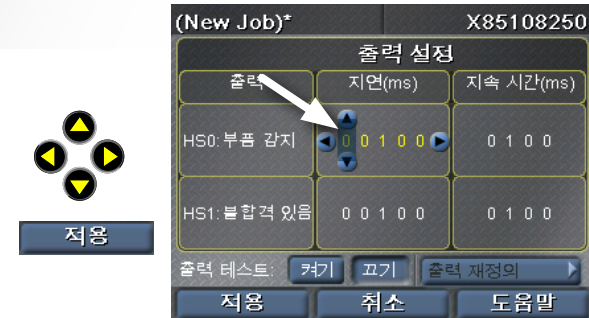 (New Job)* X85108250
출력 설정
출력 지연(ms) 지속 시간(ms)
HS0:부품 감지 0 0 1 0 0 0 1 0 0
HS1:불합격 있음 0 0 1 0 0 0 1 0 0
출력 테스트: 켜기 끄기 출력 재정의
적용 취소 도움말
적용